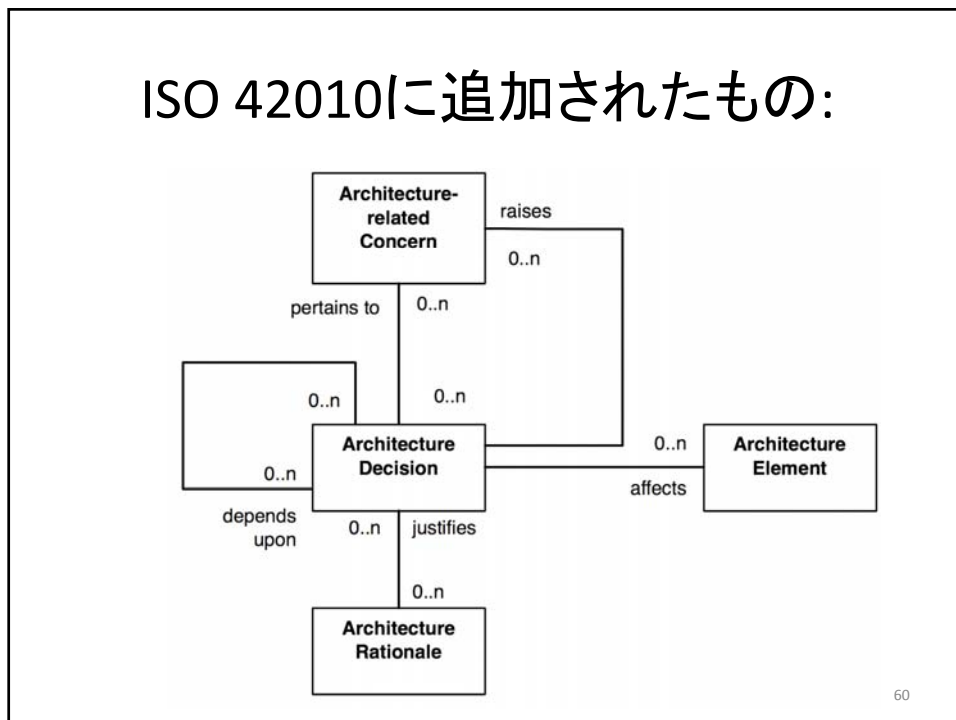 ISO 42010に追加されたもの:
Architecture-
related
Concern
raises
0..n
pertains to
0..n
0..n
0..n
Architecture
Decision
0..n
depends
upon
0..n
Architecture
Element
affects
0..n
justifies
0..n
Architecture
Rationale
60